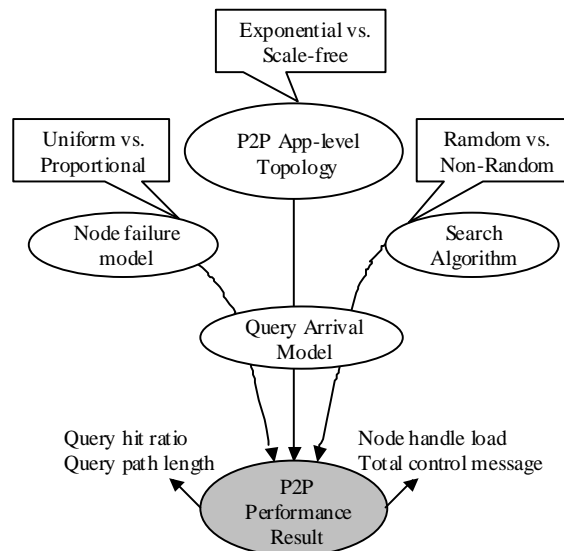 Exponential vs.
Scale-free
Uniform vs.
Proportional
P2P App-level
Topology
Ramdom vs.
Non-Random
Node failure
model
Search
Algorithm
Query Arrival
Model
Query hit ratio
Query path length
Node handle load
Total control message
P2P
Performance
Result